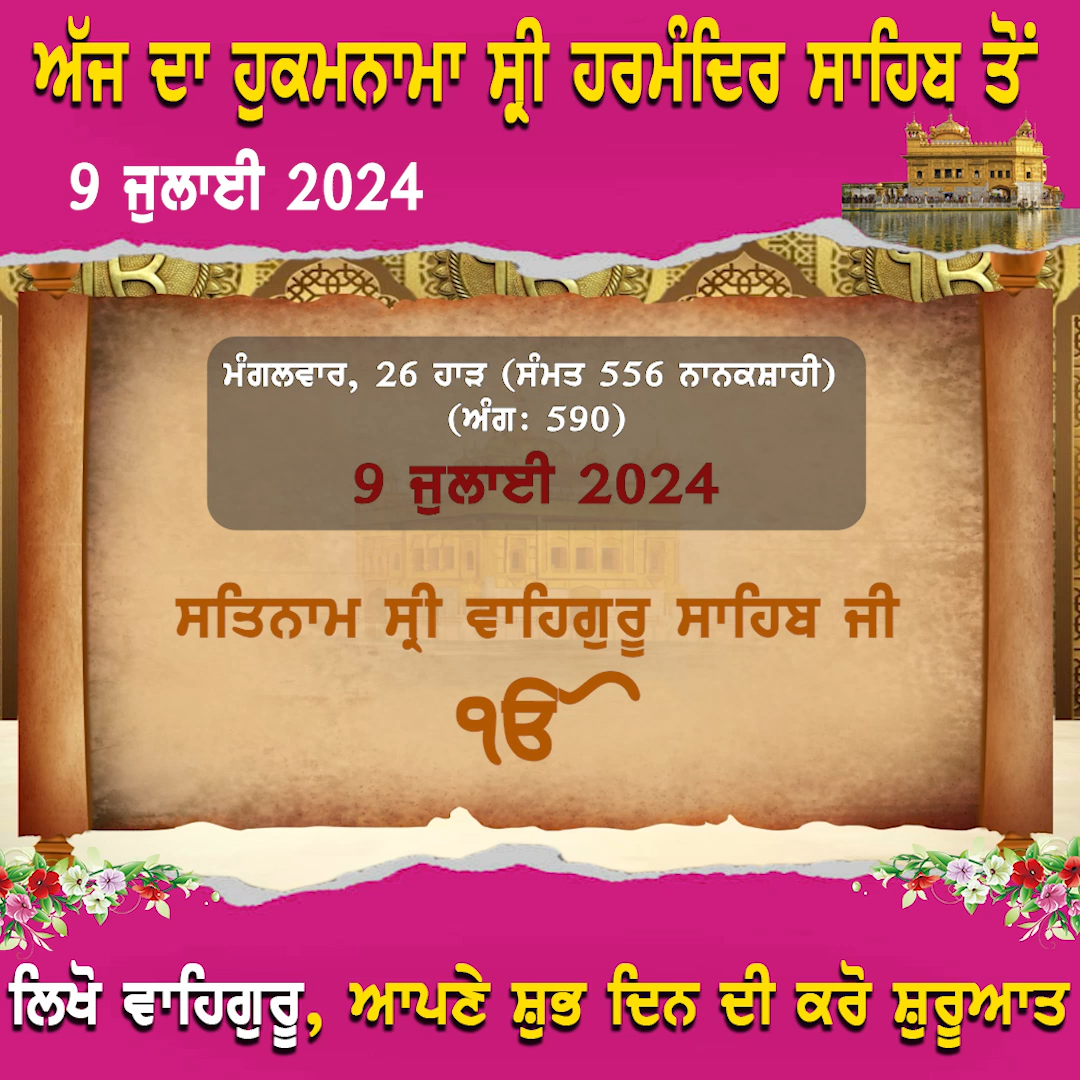 ਅੱਜ ਦਾ ਹੁਕਮਨਾਮਾ ਸ੍ਰੀ ਹਰਮੰਦਿਰ ਸਾਹਿਬ ਤੋਂ
9 ਜੁਲਾਈ 2024
ਮੰਗਲਵਾਰ, 26 ਹਾੜ (ਸੰਮਤ 556 ਨਾਨਕਸ਼ਾਹੀ)
(ਅੰਗ: 590)
9 ਜੁਲਾਈ 2024
ਸਤਿਨਾਮ ਸ੍ਰੀ ਵਾਹਿਗੁਰੂ ਸਾਹਿਬ ਜੀ
ੴ
ਲਿਖੋ ਵਾਹਿਗੁਰੂ, ਆਪਣੇ ਸ਼ੁਭ ਦਿਨ ਦੀ ਕਰੋ ਸ਼ੁਰੂਆਤ